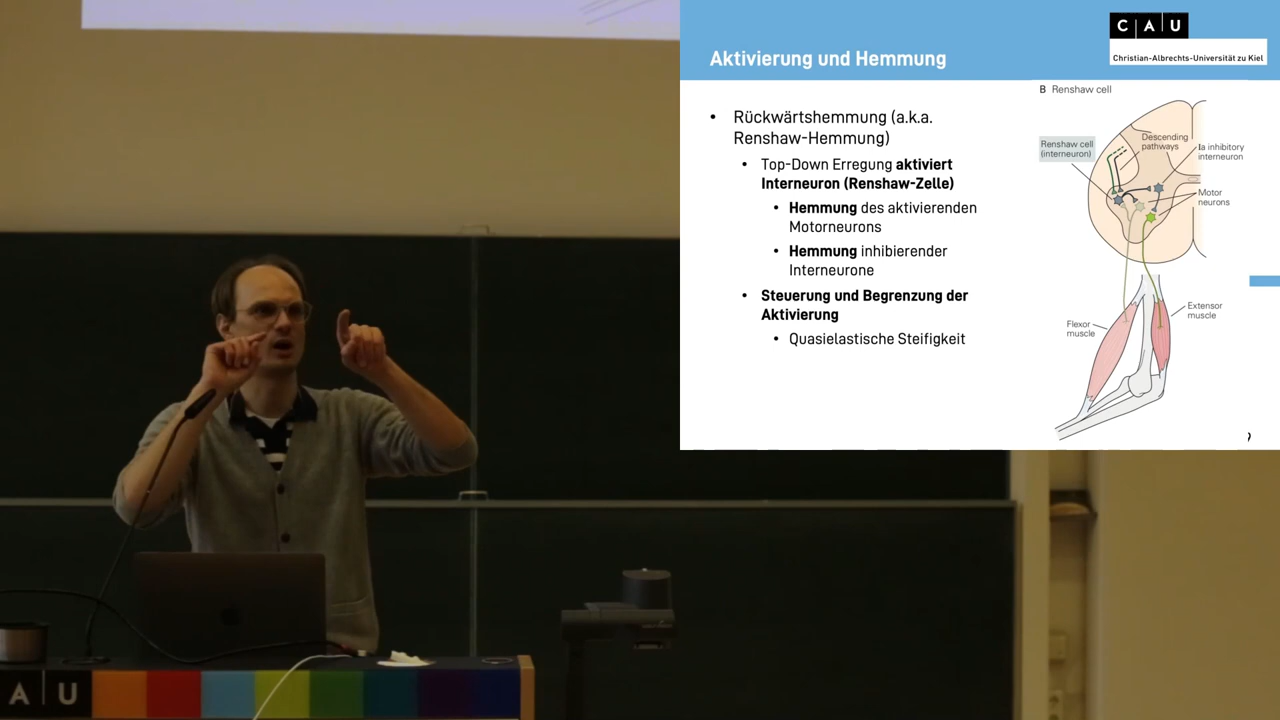 Aktivierung und Hemmung
C A U
Christian-Albrechts-Universität zu Kiel
• Rückwärtshemmung (a.k.a.
Renshaw-Hemmung)
• Top-Down Erregung aktiviert
Interneuron (Renshaw-Zelle)
• Hemmung des aktivierenden
Motorneurons
• Hemmung inhibierender
Interneurone
• Steuerung und Begrenzung der
Aktivierung
• Quasielastische Steifigkeit
B Renshaw cell
Renshaw cell
(interneuron)
Descending
pathways
Ia inhibitory
interneuron
Motor
neurons
Flexor
muscle
Extensor
muscle
A U